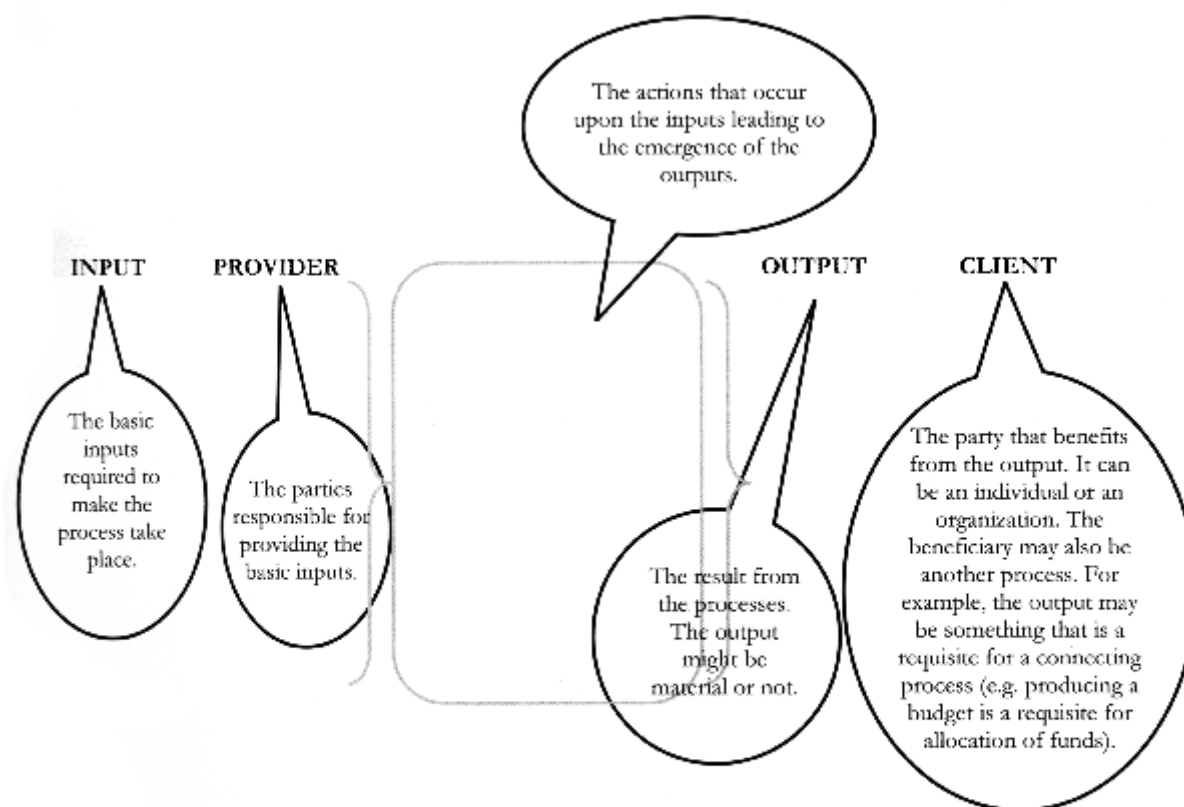 The actions that occur
upon the inputs leading to
the emergence of the
outputs.
INPUT
PROVIDER
OUTPUT
CLIENT
The basic
inputs
required to
make the
process take
place.
The parties
responsible for
providing the
basic inputs.
The result from
the processes.
The output
might be
material or not.
The party that benefits
from the output. It can
be an individual or an
organization. The
beneficiary may also be
another process. For
example, the output may
be something that is a
requisite for a connecting
process (e.g. producing a
budget is a requisite for
allocation of funds).